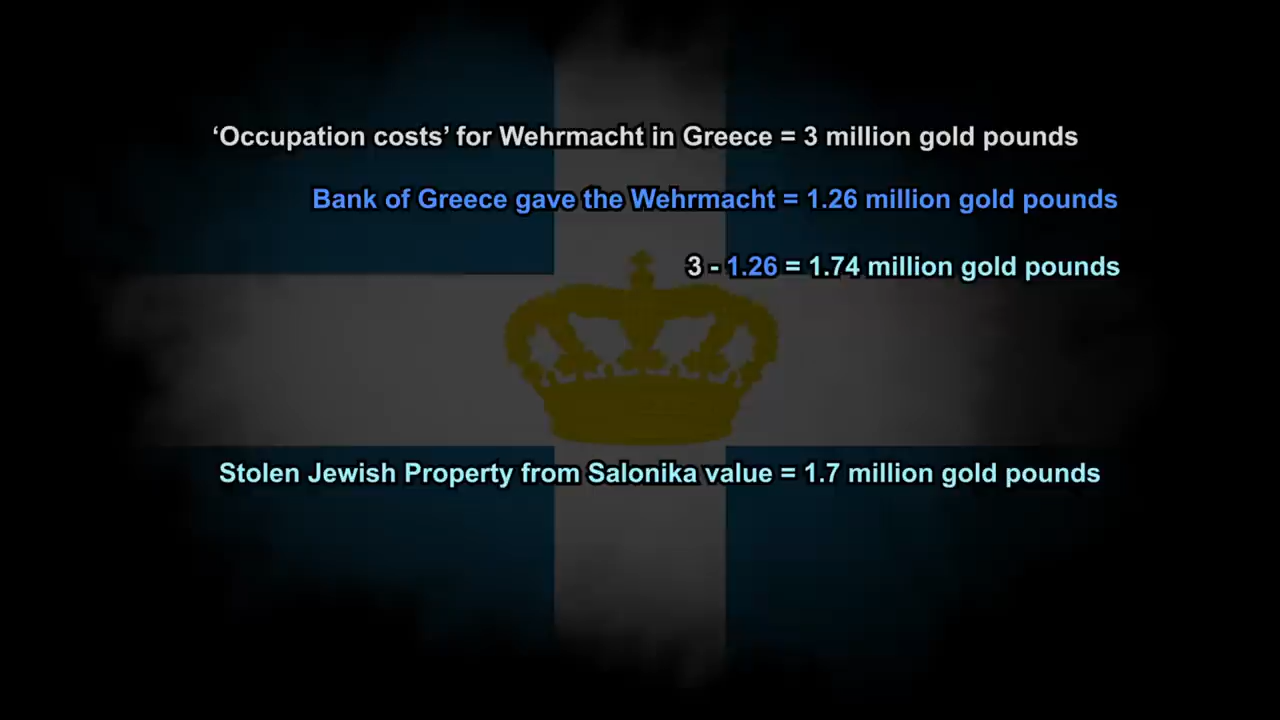 ‘Occupation costs’ for Wehrmacht in Greece = 3 million gold pounds
Bank of Greece gave the Wehrmacht = 1.26 million gold pounds
3 - 1.26 = 1.74 million gold pounds
Stolen Jewish Property from Salonika value = 1.7 million gold pounds